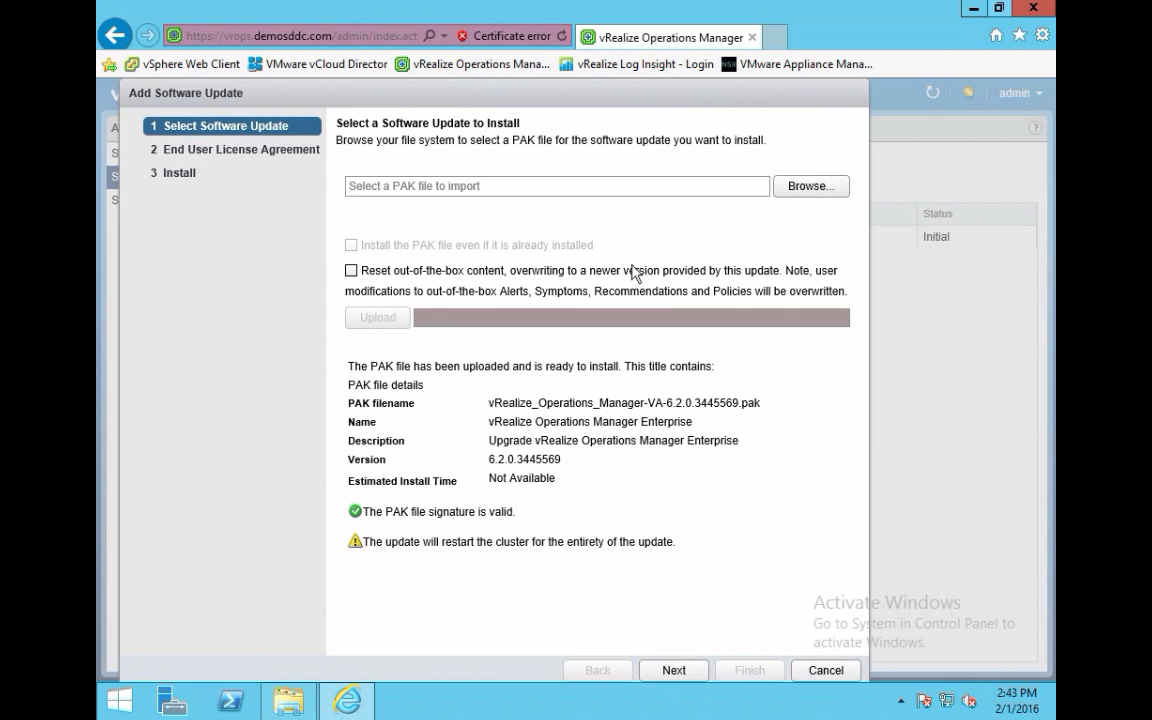 https://vrops.demosddc.com/admin/index.act
Certificate error
vRealize Operations Manager
vSphere Web Client
VMware vCloud Director
vRealize Operations Mana...
vRealize Log Insight - Login
NSX
VMware Appliance Mana...
Add Software Update
admin
1 Select Software Update
2 End User License Agreement
3 Install
Select a Software Update to Install
Browse your file system to select a PAK file for the software update you want to install.
Select a PAK file to import
Browse...
Install the PAK file even if it is already installed
Reset out-of-the-box content, overwriting to a newer version provided by this update. Note, user
modifications to out-of-the-box Alerts, Symptoms, Recommendations and Policies will be overwritten.
Upload
The PAK file has been uploaded and is ready to install. This title contains:
PAK file details
PAK filename vRealize_Operations_Manager-VA-6.2.0.3445569.pak
Name vRealize Operations Manager Enterprise
Description Upgrade vRealize Operations Manager Enterprise
Version 6.2.0.3445569
Estimated Install Time Not Available
The PAK file signature is valid.
The update will restart the cluster for the entirety of the update.
Status
Initial
Activate Windows
Go to System in Control Panel to
activate Windows.
Back
Next
Finish
Cancel
2:43 PM
2/1/2016